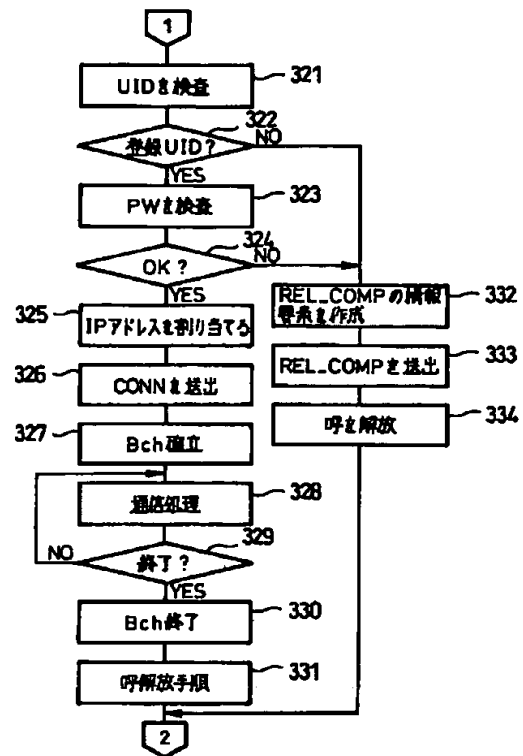 1
UIDを検査
321
登録UID?
322
NO
YES
PWを検査
323
OK?
324
NO
YES
325
IPアドレスを割り当てる
REL_COMPの情報
要素を作成
332
326
CONNを送出
REL_COMPを送出
333
327
Bch確立
呼を解放
334
通信処理
328
終了?
329
NO
YES
Bch終了
330
呼解放手順
331
2